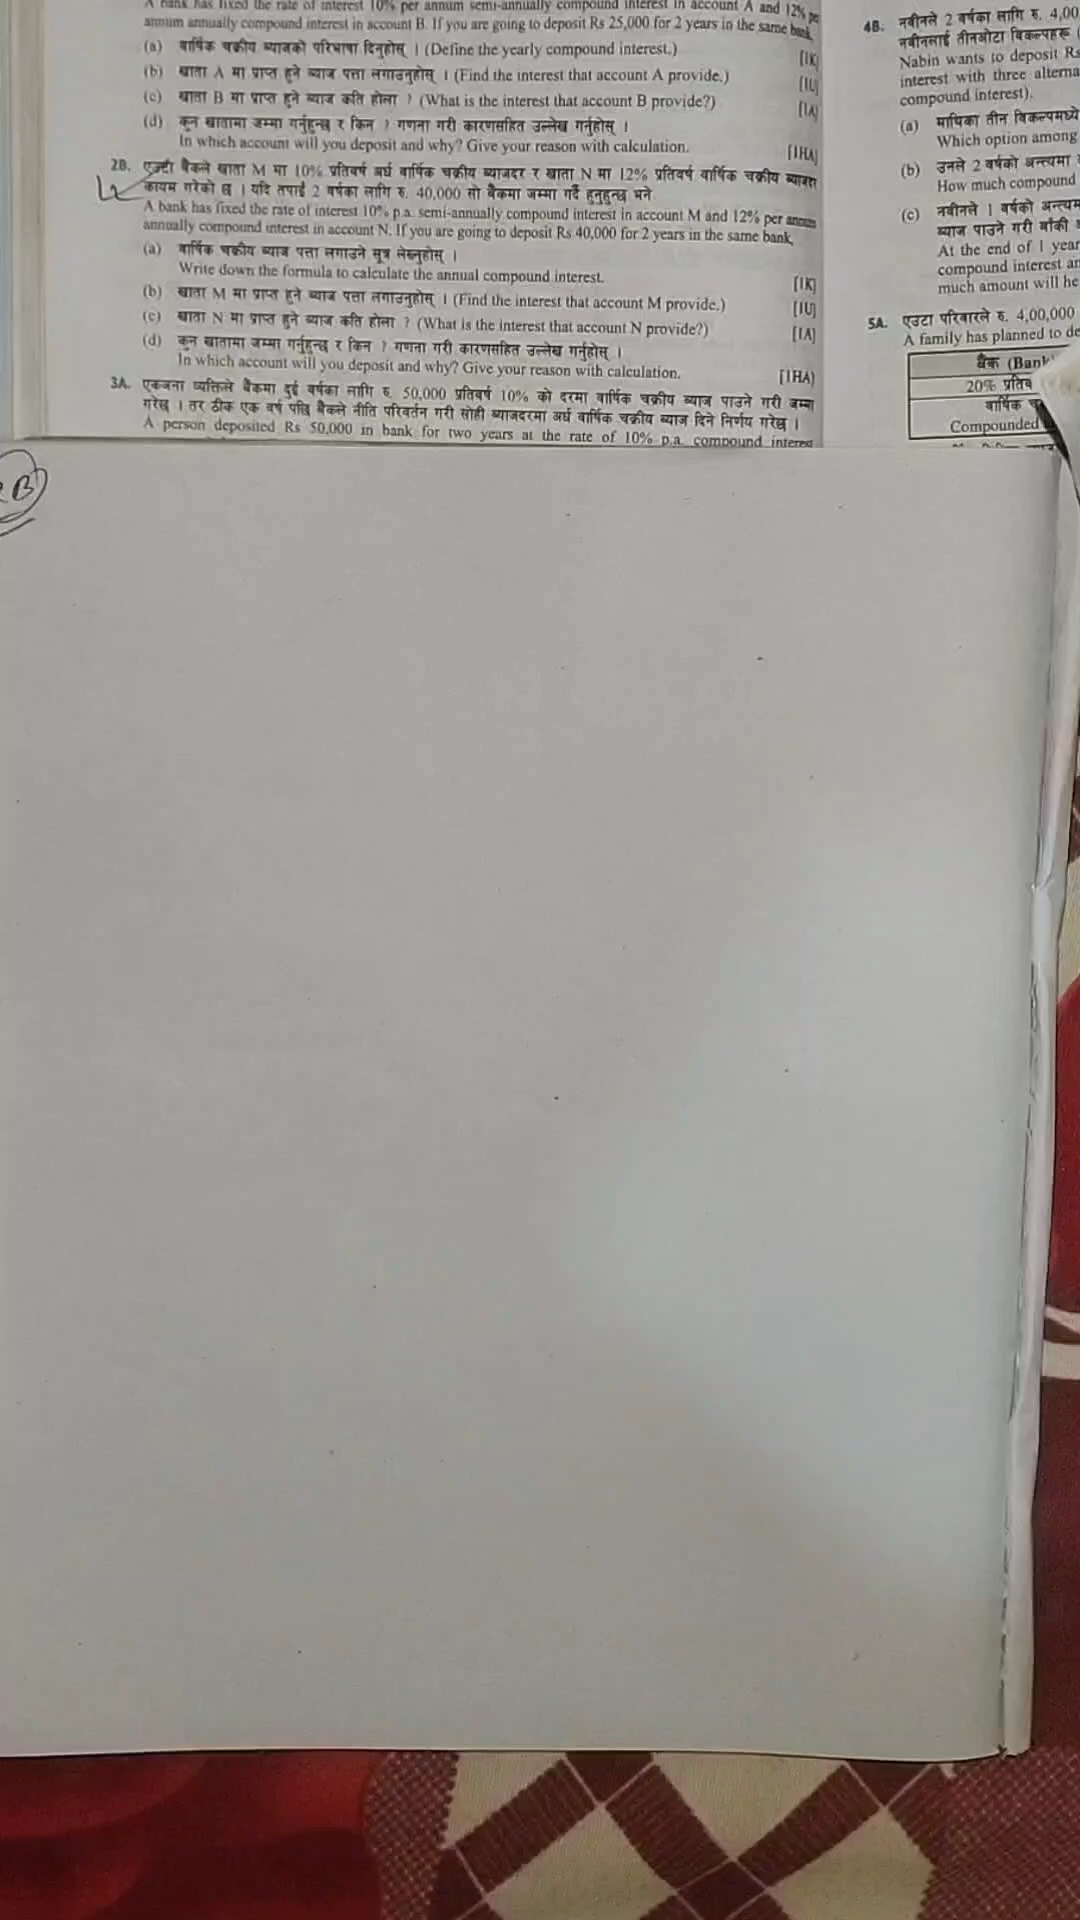 A bank has fixed the rate of interest 10% per annum semi-annually compound interest in account A and 12% pe
annum annually compound interest in account B. If you are going to deposit Rs 25,000 for 2 years in the same bank,
(a) वार्षिक चक्रीय ब्याजको परिभाषा दिनुहोस् । (Define the yearly compound interest.) [1K]
(b) खाता A मा प्राप्त हुने ब्याज पत्ता लगाउनुहोस् । (Find the interest that account A provide.) [1U]
(c) खाता B मा प्राप्त हुने ब्याज कति होला ? (What is the interest that account B provide?) [1A]
(d) कुन खातामा जम्मा गर्नुहुन्छ र किन ? गणना गरी कारणसहित उल्लेख गर्नुहोस् ।
In which account will you deposit and why? Give your reason with calculation. [1HA]
2B. एउटा बैंकले खाता M मा 10% प्रतिवर्ष अर्ध वार्षिक चक्रीय ब्याजदर र खाता N मा 12% प्रतिवर्ष वार्षिक चक्रीय ब्याजदर
कायम गरेको छ । यदि तपाईं 2 वर्षका लागि रु. 40,000 सो बैंकमा जम्मा गर्दै हुनुहुन्छ भने
A bank has fixed the rate of interest 10% p.a. semi-annually compound interest in account M and 12% per annum
annually compound interest in account N. If you are going to deposit Rs 40,000 for 2 years in the same bank,
(a) वार्षिक चक्रीय ब्याज पत्ता लगाउने सूत्र लेख्नुहोस् ।
Write down the formula to calculate the annual compound interest. [1K]
(b) खाता M मा प्राप्त हुने ब्याज पत्ता लगाउनुहोस् । (Find the interest that account M provide.) [1U]
(c) खाता N मा प्राप्त हुने ब्याज कति होला ? (What is the interest that account N provide?) [1A]
(d) कुन खातामा जम्मा गर्नुहुन्छ र किन ? गणना गरी कारणसहित उल्लेख गर्नुहोस् ।
In which account will you deposit and why? Give your reason with calculation. [1HA]
3A. एकजना व्यक्तिले बैंकमा दुई वर्षका लागि रु. 50,000 प्रतिवर्ष 10% को दरमा वार्षिक चक्रीय ब्याज पाउने गरी जम्मा
गरेछ । तर ठीक एक वर्ष पछि बैंकले नीति परिवर्तन गरी सोही ब्याजदरमा अर्ध वार्षिक चक्रीय ब्याज दिने निर्णय गरेछ ।
A person deposited Rs 50,000 in bank for two years at the rate of 10% p.a. compound interest
4B. नबीनले 2 वर्षका लागि रु. 4,00
नबीनलाई तीनओटा विकल्पहरू
Nabin wants to deposit Rs
interest with three alterna
compound interest).
(a) माथिका तीन विकल्पमध्ये
Which option among
(b) उनले 2 वर्षको अन्त्यमा
How much compound
(c) नबीनले 1 वर्षको अन्त्यम
ब्याज पाउने गरी बाँकी
At the end of 1 year
compound interest an
much amount will he
5A. एउटा परिवारले रु. 4,00,000
A family has planned to de
बैंक (Bank
20% प्रतिव
वार्षिक च
Compounded
2B)